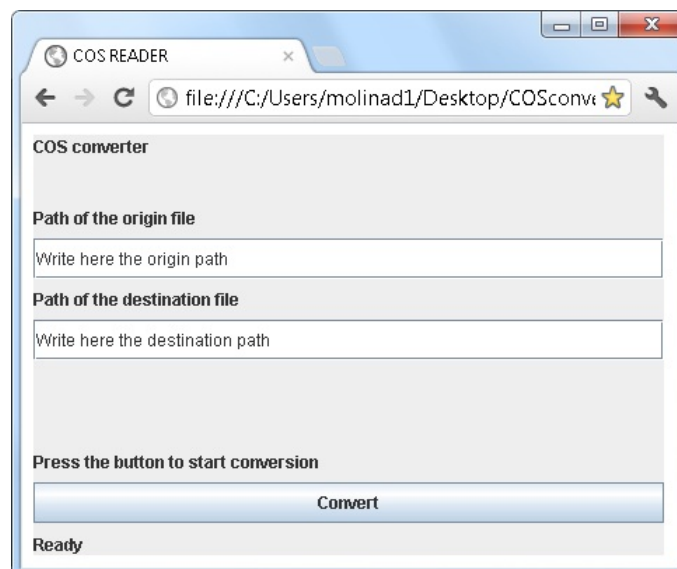 COS READER
file:///C:/Users/molinad1/Desktop/COSconve
COS converter
Path of the origin file
Write here the origin path
Path of the destination file
Write here the destination path
Press the button to start conversion
Convert
Ready